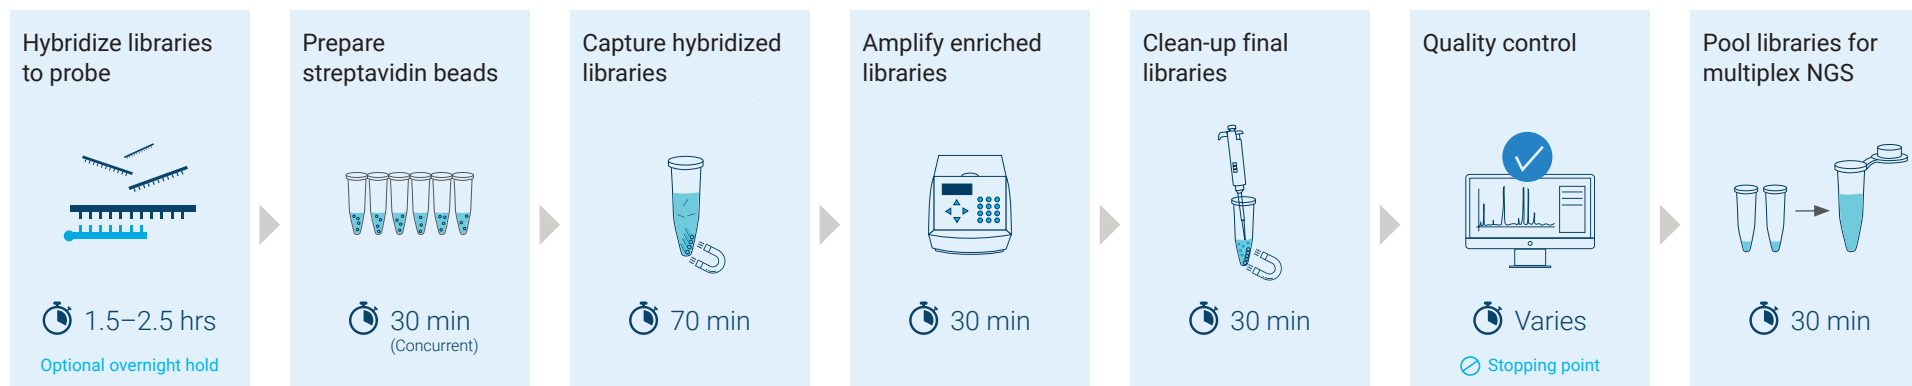 Hybridize libraries
to probe
1.5–2.5 hrs
Optional overnight hold
Prepare
streptavidin beads
30 min
(Concurrent)
Capture hybridized
libraries
70 min
Amplify enriched
libraries
30 min
Clean-up final
libraries
30 min
Quality control
Varies
Stopping point
Pool libraries for
multiplex NGS
30 min